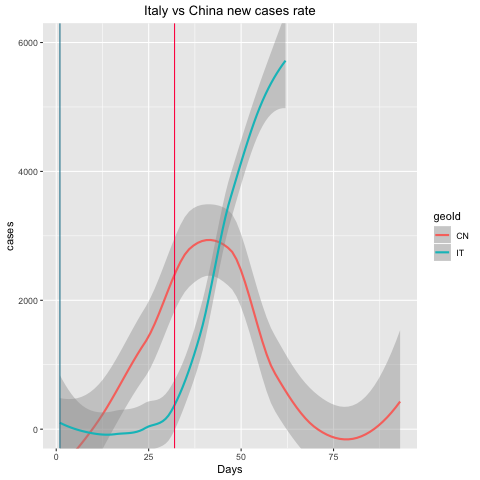 Italy vs China new cases rate
6000
4000
2000
0
cases
0 25 50 75
Days
geoId
CN
IT